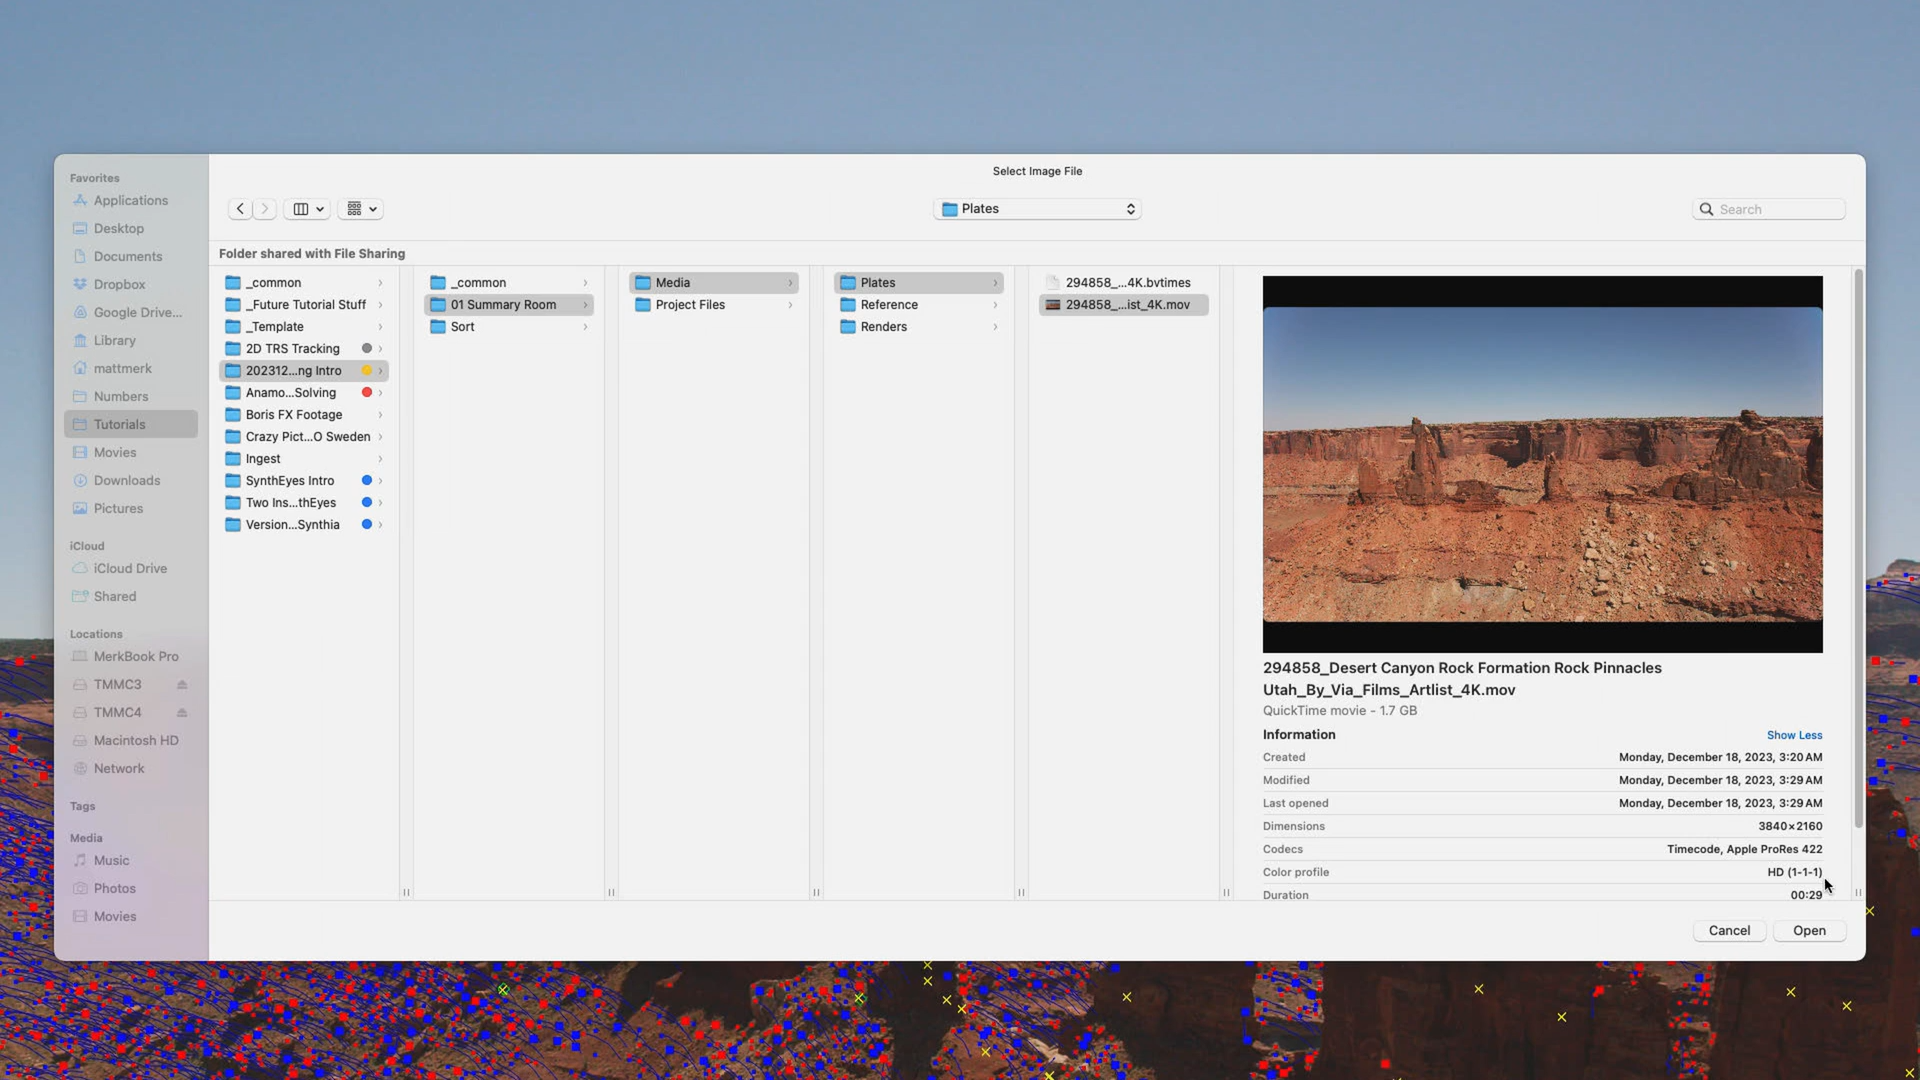 Select Image File
Plates
Search
Folder shared with File Sharing
Favorites
Applications
Desktop
Documents
Dropbox
Google Drive...
Library
mattmerk
Numbers
Tutorials
Movies
Downloads
Pictures
iCloud
iCloud Drive
Shared
Locations
MerkBook Pro
TMMC3
TMMC4
Macintosh HD
Network
Tags
Media
Music
Photos
Movies
_common
_Future Tutorial Stuff
_Template
2D TRS Tracking
202312...ng Intro
Anamo...Solving
Boris FX Footage
Crazy Pict...O Sweden
Ingest
SynthEyes Intro
Two Ins...thEyes
Version...Synthia
_common
01 Summary Room
Sort
Media
Project Files
Plates
Reference
Renders
294858_...4K.bvtimes
294858_...ist_4K.mov
294858_Desert Canyon Rock Formation Rock Pinnacles
Utah_By_Via_Films_Artlist_4K.mov
QuickTime movie - 1.7 GB
Information Show Less
Created Monday, December 18, 2023, 3:20 AM
Modified Monday, December 18, 2023, 3:29 AM
Last opened Monday, December 18, 2023, 3:29 AM
Dimensions 3840×2160
Codecs Timecode, Apple ProRes 422
Color profile HD (1-1-1)
Duration 00:29
Cancel Open